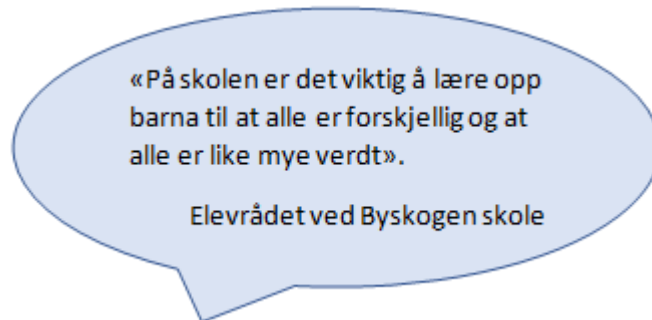 «På skolen er det viktig å lære opp
barna til at alle er forskjellig og at
alle er like mye verdt».
Elevrådet ved Byskogen skole